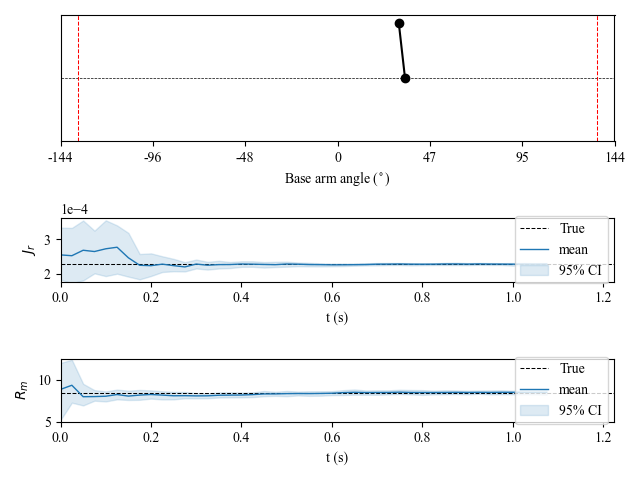 -144 -96 -48 0 47 95 144
Base arm angle (°)
1e−4
3
2
J_r
True
mean
95% CI
0.0 0.2 0.4 0.6 0.8 1.0 1.2
t (s)
10
5
R_m
True
mean
95% CI
0.0 0.2 0.4 0.6 0.8 1.0 1.2
t (s)